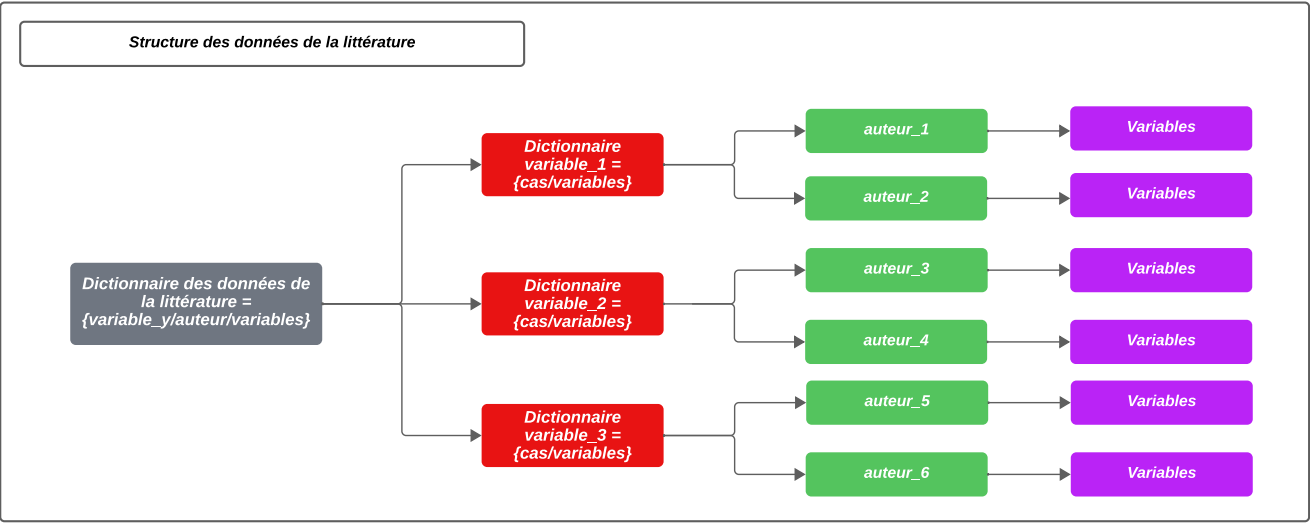 Structure des données de la littérature
Dictionnaire des données de
la littérature =
{variable_y/auteur/variables}
Dictionnaire
variable_1 =
{cas/variables}
auteur_1
Variables
auteur_2
Variables
Dictionnaire
variable_2 =
{cas/variables}
auteur_3
Variables
auteur_4
Variables
Dictionnaire
variable_3 =
{cas/variables}
auteur_5
Variables
auteur_6
Variables